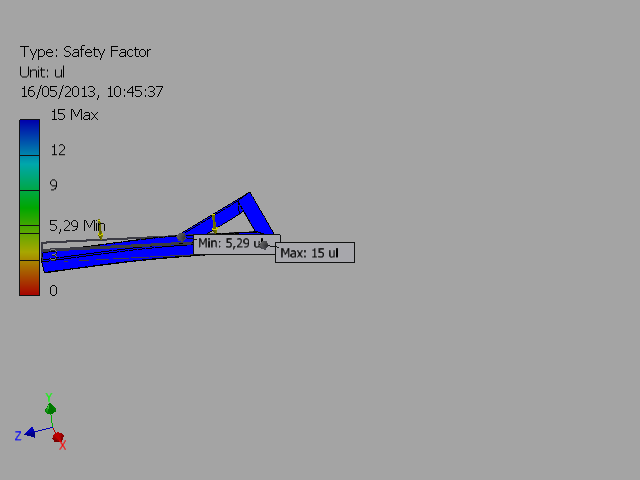 Type: Safety Factor
Unit: ul
16/05/2013, 10:45:37
15 Max
12
9
5,29 Min
3
0
Min: 5,29 ul
Max: 15 ul
Y
Z
X